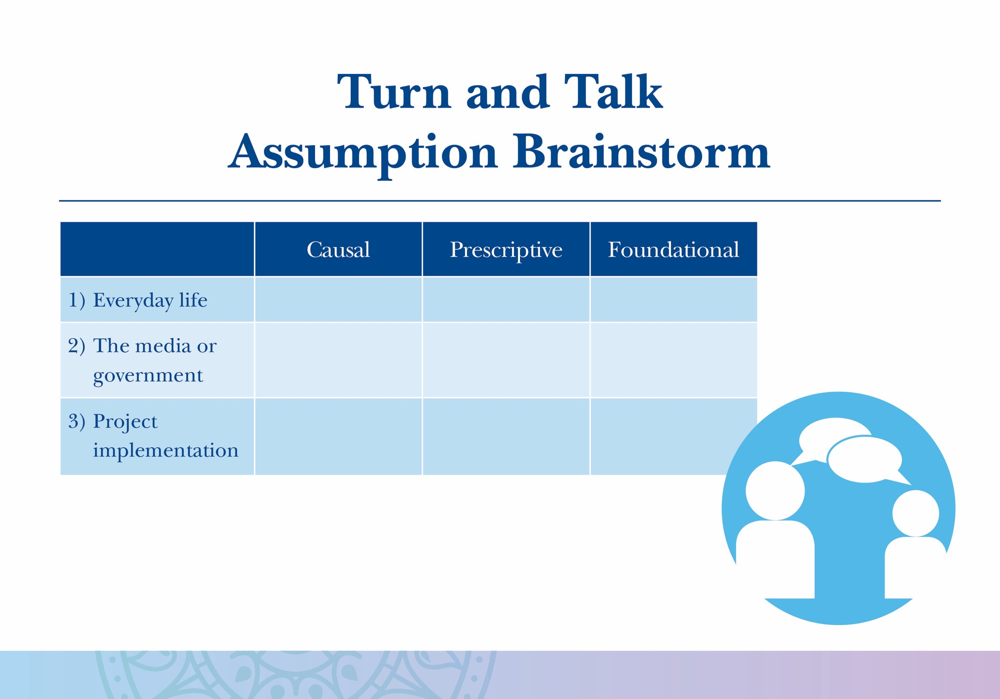 Turn and Talk
Assumption Brainstorm
Causal Prescriptive Foundational
1) Everyday life
2) The media or
government
3) Project
implementation